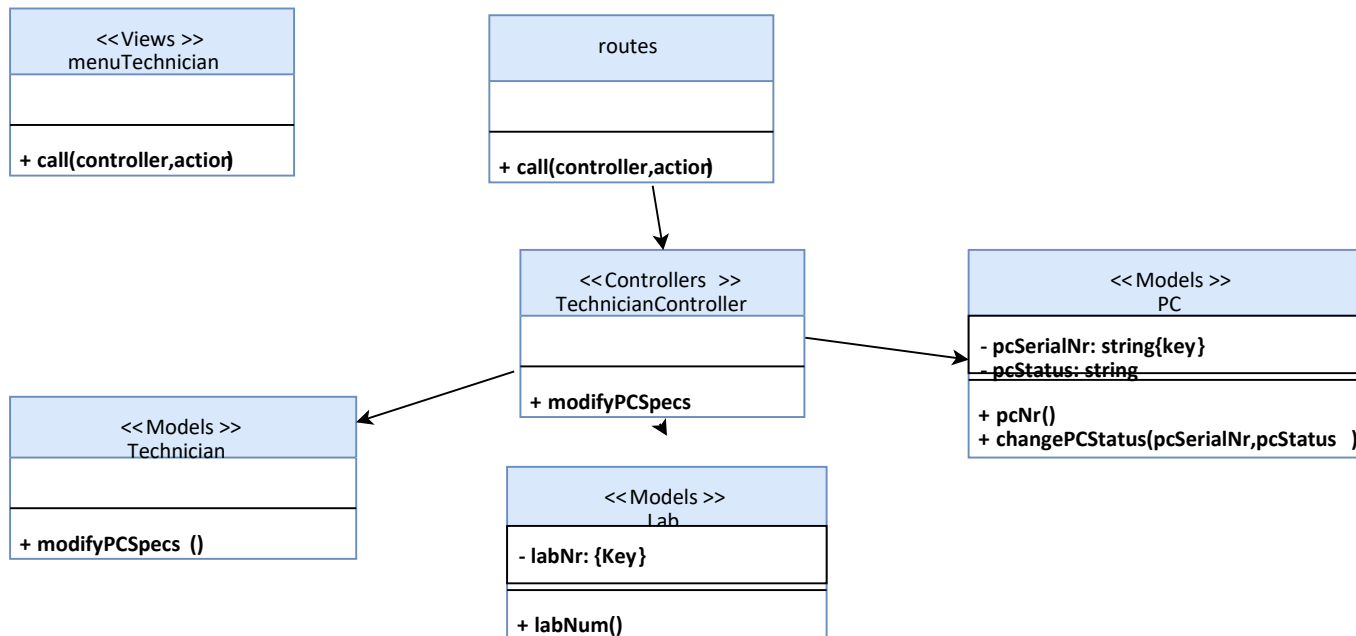 <<Views >>
menuTechnician
+ call(controller,action)
routes
+ call(controller,action)
<<Controllers >>
TechnicianController
+ modifyPCSpecs
<<Models >>
PC
- pcSerialNr: string{key}
- pcStatus: string
+ pcNr()
+ changePCStatus(pcSerialNr,pcStatus )
<<Models >>
Technician
+ modifyPCSpecs ()
<<Models >>
Lab
- labNr: {Key}
+ labNum()